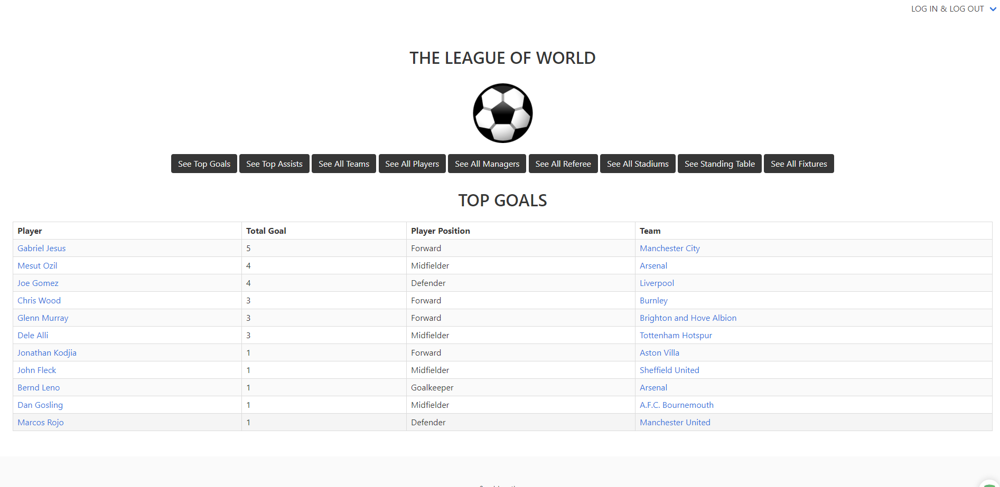 LOG IN & LOG OUT
THE LEAGUE OF WORLD
See Top Goals See Top Assists See All Teams See All Players See All Managers See All Referee See All Stadiums See Standing Table See All Fixtures
TOP GOALS
Player Total Goal Player Position Team
Gabriel Jesus 5 Forward Manchester City
Mesut Ozil 4 Midfielder Arsenal
Joe Gomez 4 Defender Liverpool
Chris Wood 3 Forward Burnley
Glenn Murray 3 Forward Brighton and Hove Albion
Dele Alli 3 Midfielder Tottenham Hotspur
Jonathan Kodjia 1 Forward Aston Villa
John Fleck 1 Midfielder Sheffield United
Bernd Leno 1 Goalkeeper Arsenal
Dan Gosling 1 Midfielder A.F.C. Bournemouth
Marcos Rojo 1 Defender Manchester United